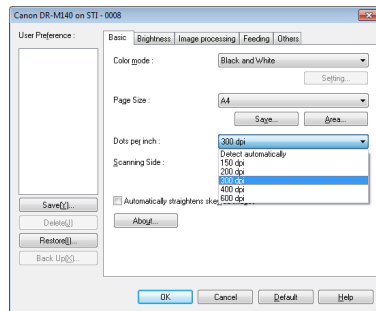 Canon DR-M140 on STI - 0008
User Preference :
Save(Y)...
Delete(J)
Restore(I)...
Back Up(X)...
Basic Brightness Image processing Feeding Others
Color mode : Black and White
Setting...
Page Size : A4
Save... Area...
Dots per inch : 300 dpi
Detect automatically
150 dpi
200 dpi
300 dpi
400 dpi
600 dpi
Scanning Side :
Automatically straightens
About...
OK Cancel Default Help